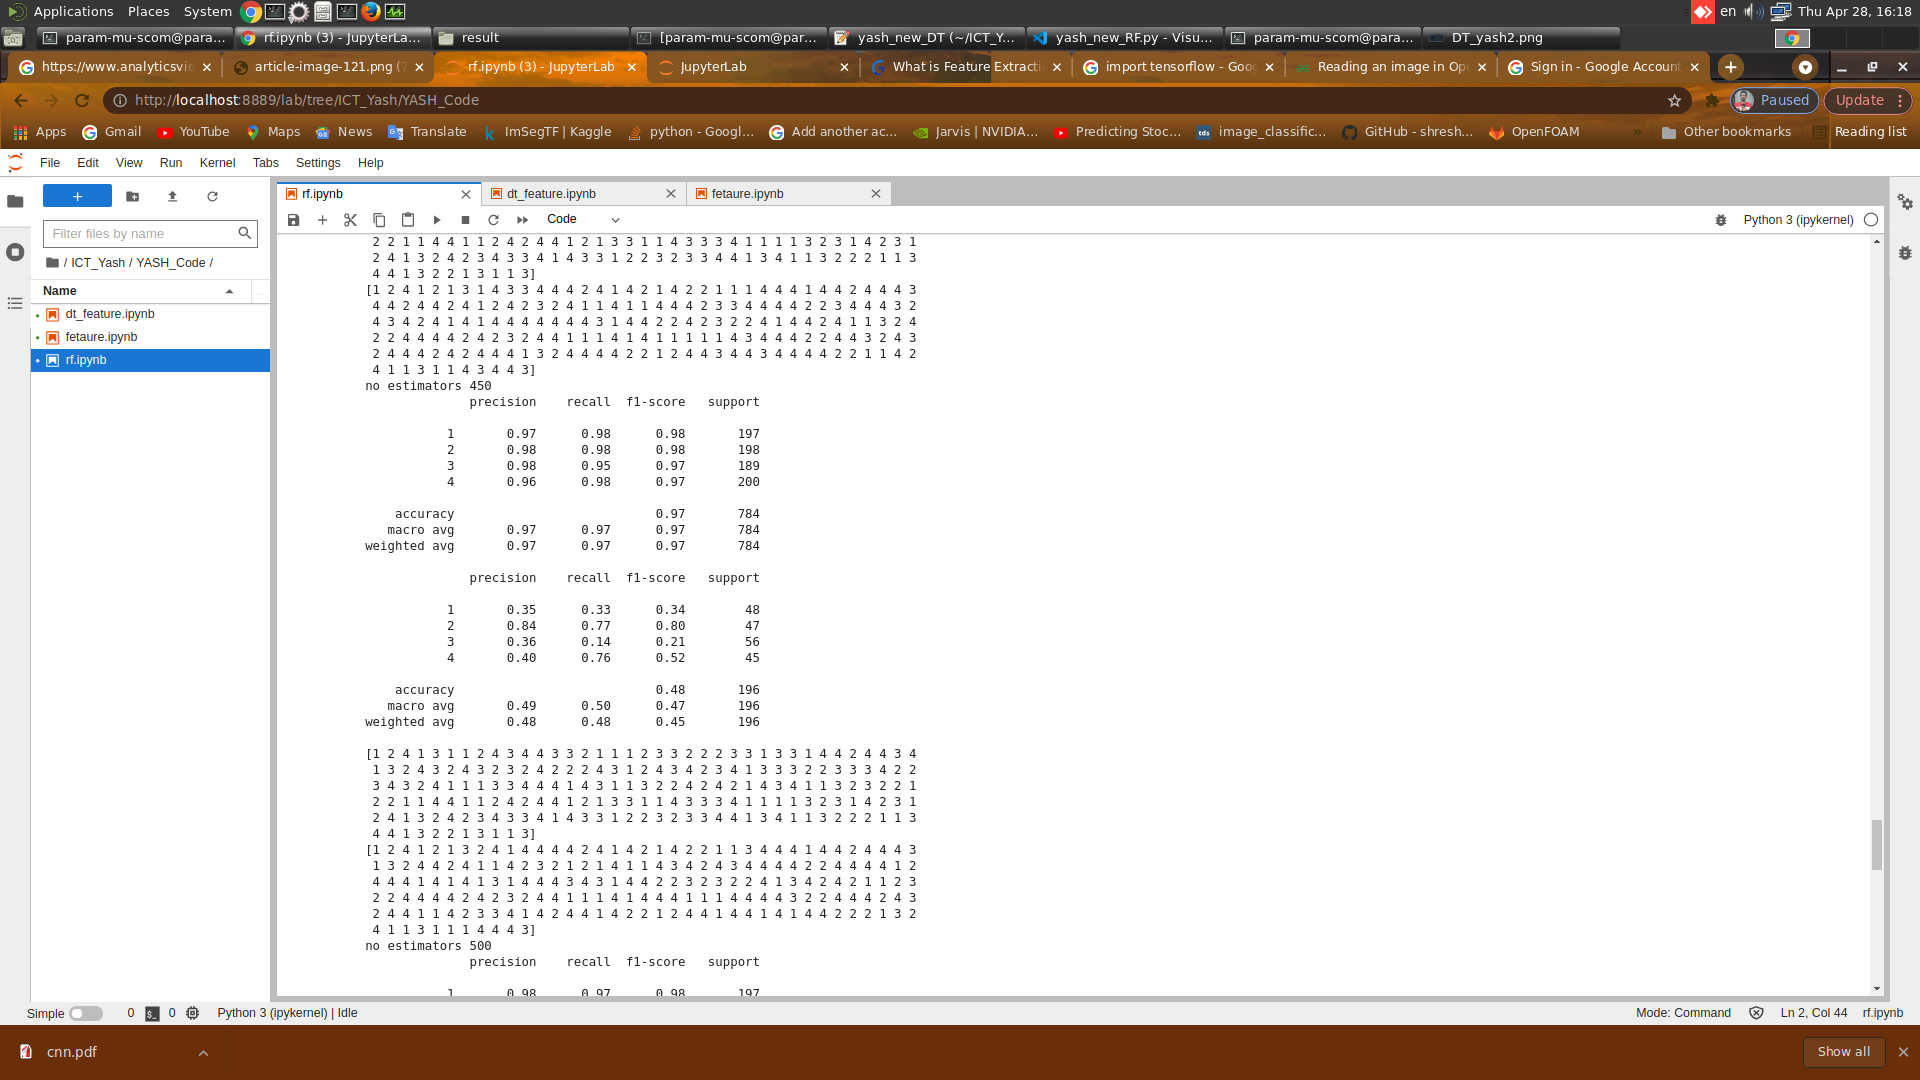 Applications Places System en Thu Apr 28, 16:18
param-mu-scom@para... rf.ipynb (3) - JupyterLa... result [param-mu-scom@par... yash_new_DT (~/ICT_Y... yash_new_RF.py - Visu... param-mu-scom@para... DT_yash2.png
https://www.analyticsvic article-image-121.png (7 rf.ipynb (3) - JupyterLab JupyterLab What is Feature Extracti import tensorflow - Goog Reading an image in Op Sign in - Google Account
http://localhost:8889/lab/tree/ICT_Yash/YASH_Code Paused Update
Apps Gmail YouTube Maps News Translate ImSegTF | Kaggle python - Googl... Add another ac... Jarvis | NVIDIA... Predicting Stoc... image_classific... GitHub - shresh... OpenFOAM » Other bookmarks Reading list
File Edit View Run Kernel Tabs Settings Help
rf.ipynb dt_feature.ipynb fetaure.ipynb
Code Python 3 (ipykernel)
Filter files by name
/ ICT_Yash / YASH_Code /
Name
dt_feature.ipynb
fetaure.ipynb
rf.ipynb
2 2 1 1 4 4 1 1 2 4 2 4 4 1 2 1 3 3 1 1 4 3 3 3 4 1 1 1 1 3 2 3 1 4 2 3 1
2 4 1 3 2 4 2 3 4 3 3 4 1 4 3 3 1 2 2 3 2 3 3 4 4 1 3 4 1 1 3 2 2 2 1 1 3
4 4 1 3 2 2 1 3 1 1 3]
[1 2 4 1 2 1 3 1 4 3 3 4 4 4 2 4 1 4 2 1 4 2 2 1 1 1 4 4 4 1 4 4 2 4 4 4 3
4 4 2 4 4 2 4 1 2 4 2 3 2 4 1 1 4 1 1 4 4 4 2 3 3 4 4 4 4 2 2 3 4 4 4 3 2
4 3 4 2 4 1 4 1 4 4 4 4 4 4 4 3 1 4 4 2 2 4 2 3 2 2 4 1 4 4 2 4 1 1 3 2 4
2 2 4 4 4 4 2 4 2 3 2 4 4 1 1 1 4 1 4 1 1 1 1 1 4 3 4 4 4 2 2 4 4 3 2 4 3
2 4 4 4 2 4 2 4 4 4 1 3 2 4 4 4 4 2 2 1 2 4 4 3 4 4 3 4 4 4 4 2 2 1 1 4 2
4 1 1 3 1 1 4 3 4 4 3]
no estimators 450
precision recall f1-score support
1 0.97 0.98 0.98 197
2 0.98 0.98 0.98 198
3 0.98 0.95 0.97 189
4 0.96 0.98 0.97 200
accuracy 0.97 784
macro avg 0.97 0.97 0.97 784
weighted avg 0.97 0.97 0.97 784
precision recall f1-score support
1 0.35 0.33 0.34 48
2 0.84 0.77 0.80 47
3 0.36 0.14 0.21 56
4 0.40 0.76 0.52 45
accuracy 0.48 196
macro avg 0.49 0.50 0.47 196
weighted avg 0.48 0.48 0.45 196
[1 2 4 1 3 1 1 2 4 3 4 4 3 3 2 1 1 1 2 3 3 2 2 2 3 3 1 3 3 1 4 4 2 4 4 3 4
1 3 2 4 3 2 4 3 2 3 2 4 2 2 2 4 3 1 2 4 3 4 2 3 4 1 3 3 3 2 2 3 3 3 4 2 2
3 4 3 2 4 1 1 1 3 3 4 4 4 1 4 3 1 1 3 2 2 4 2 4 2 1 4 3 4 1 1 3 2 3 2 2 1
2 2 1 1 4 4 1 1 2 4 2 4 4 1 2 1 3 3 1 1 4 3 3 3 4 1 1 1 1 3 2 3 1 4 2 3 1
2 4 1 3 2 4 2 3 4 3 3 4 1 4 3 3 1 2 2 3 2 3 3 4 4 1 3 4 1 1 3 2 2 2 1 1 3
4 4 1 3 2 2 1 3 1 1 3]
[1 2 4 1 2 1 3 2 4 1 4 4 4 4 2 4 1 4 2 1 4 2 2 1 1 3 4 4 4 1 4 4 2 4 4 4 3
1 3 2 4 4 2 4 1 1 4 2 3 2 1 2 1 4 1 1 4 3 4 2 4 3 4 4 4 4 2 2 4 4 4 4 1 2
4 4 4 1 4 1 4 1 3 1 4 4 4 3 4 3 1 4 4 2 2 3 2 3 2 2 4 1 3 4 2 4 2 1 1 2 3
2 2 4 4 4 4 2 4 2 3 2 4 4 1 1 1 4 1 4 4 4 1 1 1 4 4 4 4 3 2 2 4 4 4 2 4 3
2 4 4 1 1 4 2 3 3 4 1 4 2 4 4 1 4 2 2 1 2 4 4 1 4 4 1 4 1 4 4 2 2 2 1 3 2
4 1 1 3 1 1 1 4 4 4 3]
no estimators 500
precision recall f1-score support
1 0.98 0.97 0.98 197
Simple 0 0 Python 3 (ipykernel) | Idle Mode: Command Ln 2, Col 44 rf.ipynb
cnn.pdf Show all